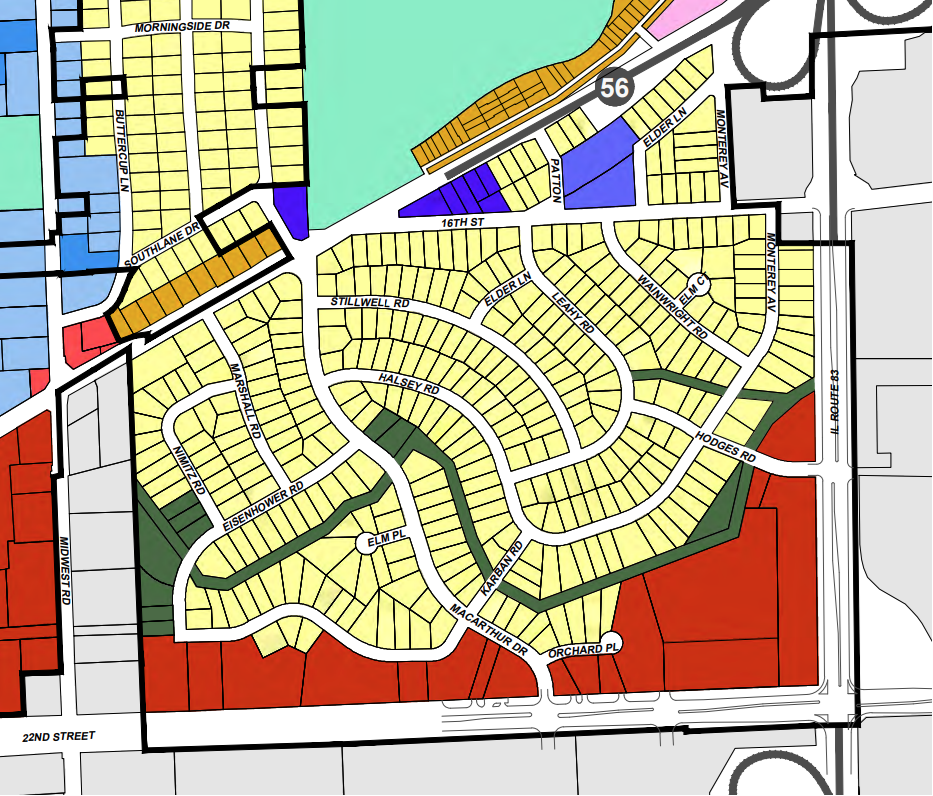 MORNINGSIDE DR
56
BUTTERCUP LN
ELDER LN
MONTEREY AV
PATTON
16TH ST
SOUTHLANE DR
MONTEREY AV
ELM C
WAINWRIGHT RD
ELDER LN
LEAHY RD
STILLWELL RD
HALSEY RD
MARSHALL RD
IL ROUTE 83
HODGES RD
NIMITZ RD
EISENHOWER RD
ELM PL
MIDWEST RD
KARBAN RD
MACARTHUR DR
ORCHARD PL
22ND STREET